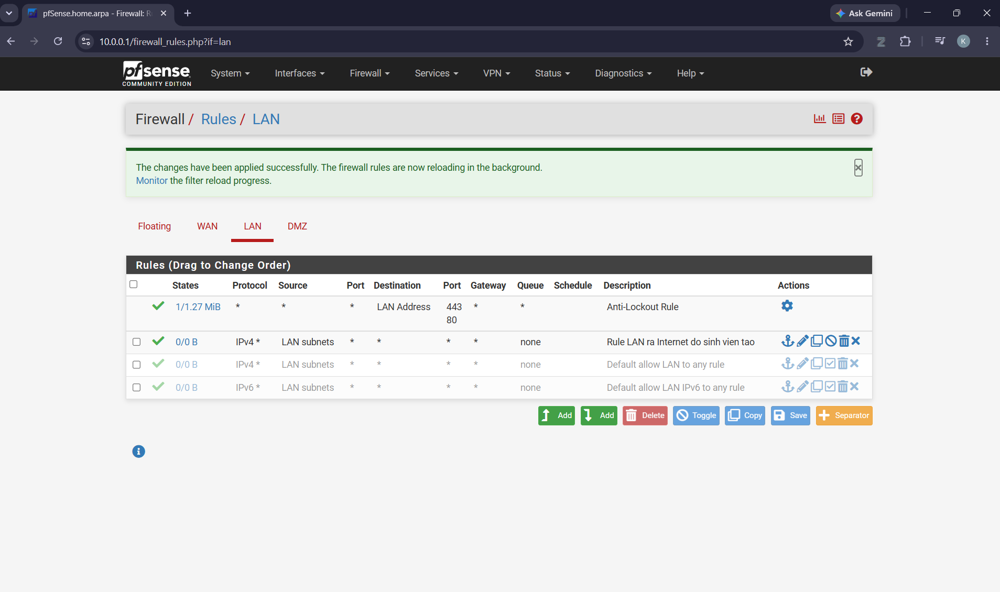 pfSense.home.arpa - Firewall: R
Ask Gemini
10.0.0.1/firewall_rules.php?if=lan
K
pfsense
COMMUNITY EDITION
System
Interfaces
Firewall
Services
VPN
Status
Diagnostics
Help
Firewall / Rules / LAN
The changes have been applied successfully. The firewall rules are now reloading in the background.
Monitor the filter reload progress.
Floating WAN LAN DMZ
Rules (Drag to Change Order)
States Protocol Source Port Destination Port Gateway Queue Schedule Description Actions
1/1.27 MiB * * * LAN Address 443 * * Anti-Lockout Rule
80
0/0 B IPv4 * LAN subnets * * * * none Rule LAN ra Internet do sinh vien tao
0/0 B IPv4 * LAN subnets * * * * none Default allow LAN to any rule
0/0 B IPv6 * LAN subnets * * * * none Default allow LAN IPv6 to any rule
Add Add Delete Toggle Copy Save Separator